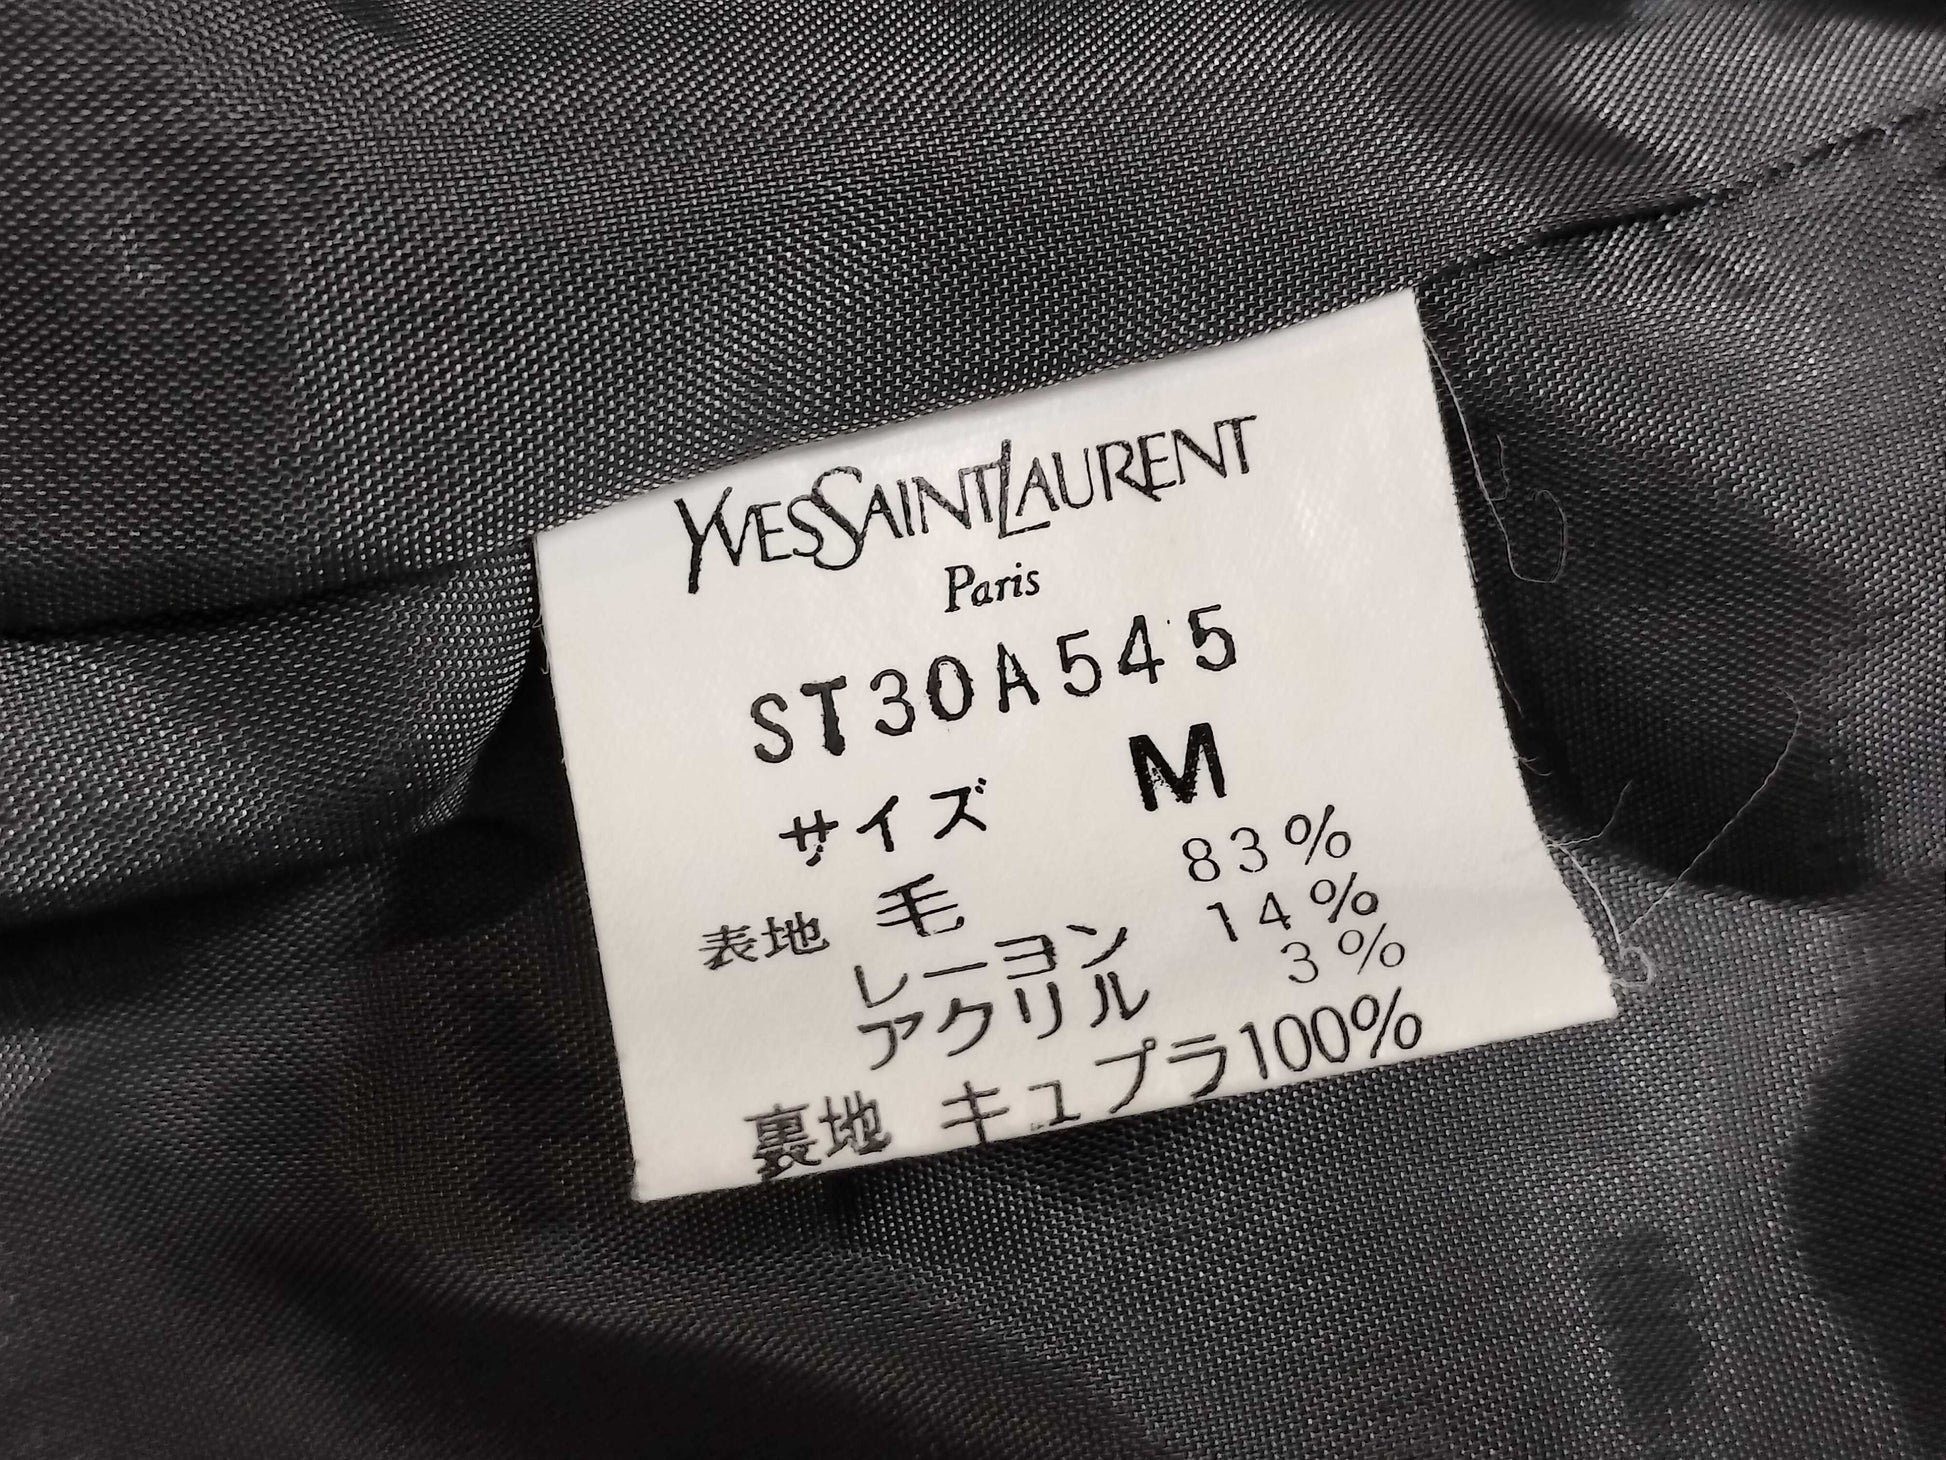 YVESSAINTLAURENT
Paris
ST30A545
サイズ M
表地 毛 83%
レーヨン 14%
アクリル 3%
裏地 キュプラ100%